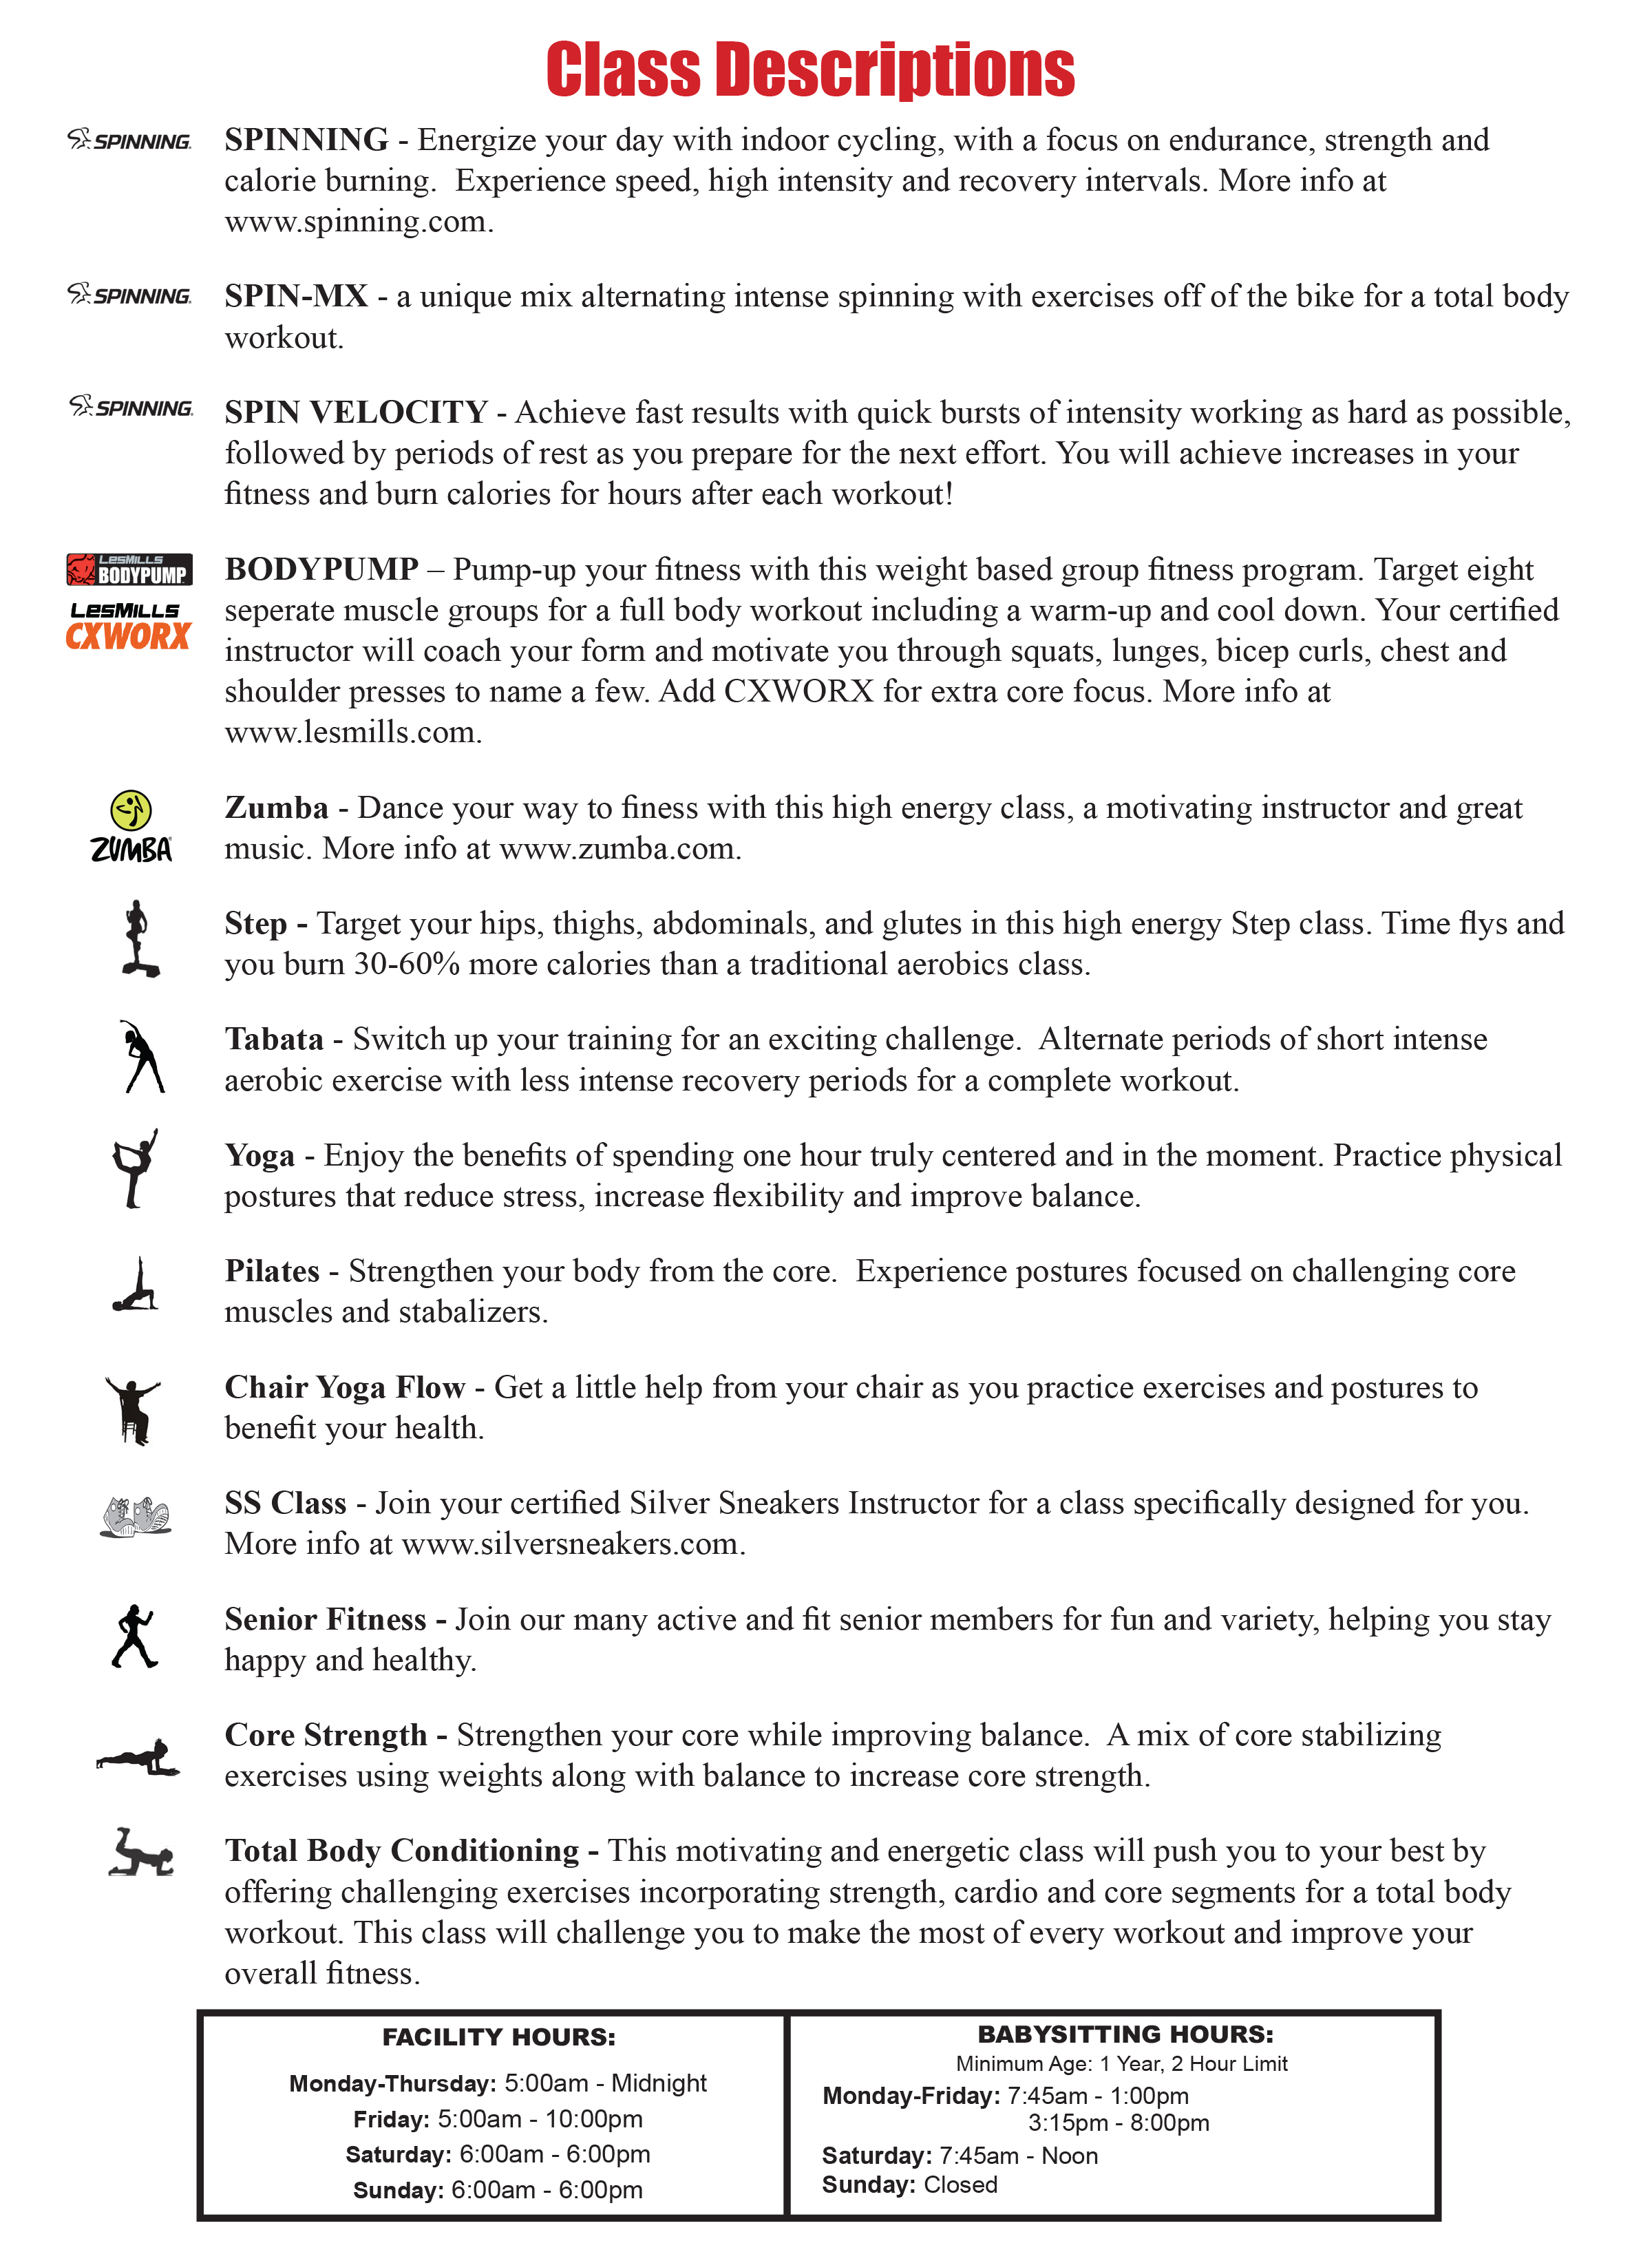 Class Descriptions
SPINNING SPINNING - Energize your day with indoor cycling, with a focus on endurance, strength and
calorie burning.  Experience speed, high intensity and recovery intervals. More info at
www.spinning.com.
SPINNING SPIN-MX - a unique mix alternating intense spinning with exercises off of the bike for a total body
workout.
SPINNING SPIN VELOCITY - Achieve fast results with quick bursts of intensity working as hard as possible,
followed by periods of rest as you prepare for the next effort. You will achieve increases in your
fitness and burn calories for hours after each workout!
LesMILLS
BODYPUMP
LesMILLS
CXWORX
BODYPUMP – Pump-up your fitness with this weight based group fitness program. Target eight
seperate muscle groups for a full body workout including a warm-up and cool down. Your certified
instructor will coach your form and motivate you through squats, lunges, bicep curls, chest and
shoulder presses to name a few. Add CXWORX for extra core focus. More info at
www.lesmills.com.
ZUMBA
Zumba - Dance your way to finess with this high energy class, a motivating instructor and great
music. More info at www.zumba.com.
Step - Target your hips, thighs, abdominals, and glutes in this high energy Step class. Time flys and
you burn 30-60% more calories than a traditional aerobics class.
Tabata - Switch up your training for an exciting challenge.  Alternate periods of short intense
aerobic exercise with less intense recovery periods for a complete workout.
Yoga - Enjoy the benefits of spending one hour truly centered and in the moment. Practice physical
postures that reduce stress, increase flexibility and improve balance.
Pilates - Strengthen your body from the core.  Experience postures focused on challenging core
muscles and stabalizers.
Chair Yoga Flow - Get a little help from your chair as you practice exercises and postures to
benefit your health.
SS Class - Join your certified Silver Sneakers Instructor for a class specifically designed for you.
More info at www.silversneakers.com.
Senior Fitness - Join our many active and fit senior members for fun and variety, helping you stay
happy and healthy.
Core Strength - Strengthen your core while improving balance.  A mix of core stabilizing
exercises using weights along with balance to increase core strength.
Total Body Conditioning - This motivating and energetic class will push you to your best by
offering challenging exercises incorporating strength, cardio and core segments for a total body
workout. This class will challenge you to make the most of every workout and improve your
overall fitness.
FACILITY HOURS:
Monday-Thursday: 5:00am - Midnight
Friday: 5:00am - 10:00pm
Saturday: 6:00am - 6:00pm
Sunday: 6:00am - 6:00pm
BABYSITTING HOURS:
Minimum Age: 1 Year, 2 Hour Limit
Monday-Friday: 7:45am - 1:00pm
3:15pm - 8:00pm
Saturday: 7:45am - Noon
Sunday: Closed